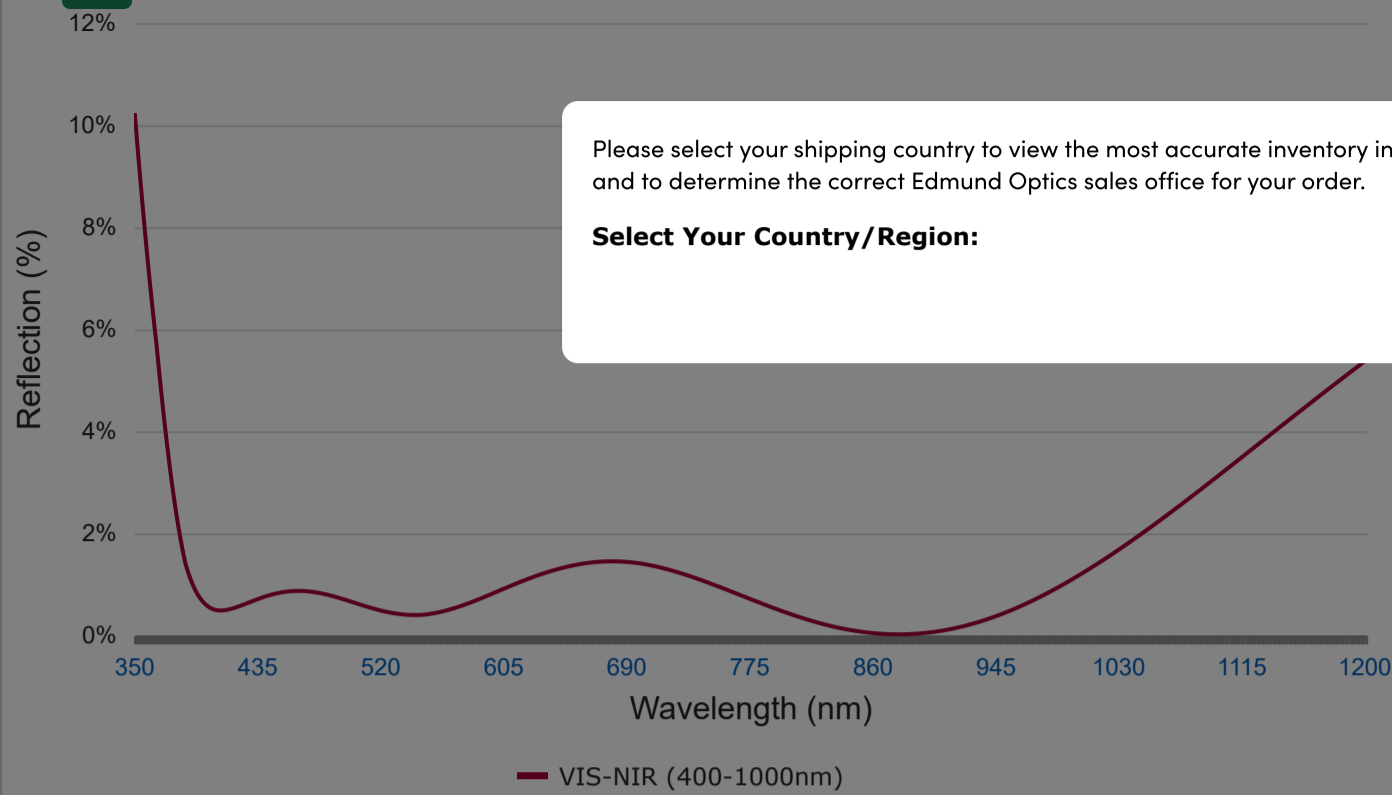 12%
10%
8%
6%
4%
2%
0%
Reflection (%)
Please select your shipping country to view the most accurate inventory
and to determine the correct Edmund Optics sales office for your order.
Select Your Country/Region:
350 435 520 605 690 775 860 945 1030 1115 1200
Wavelength (nm)
VIS-NIR (400-1000nm)